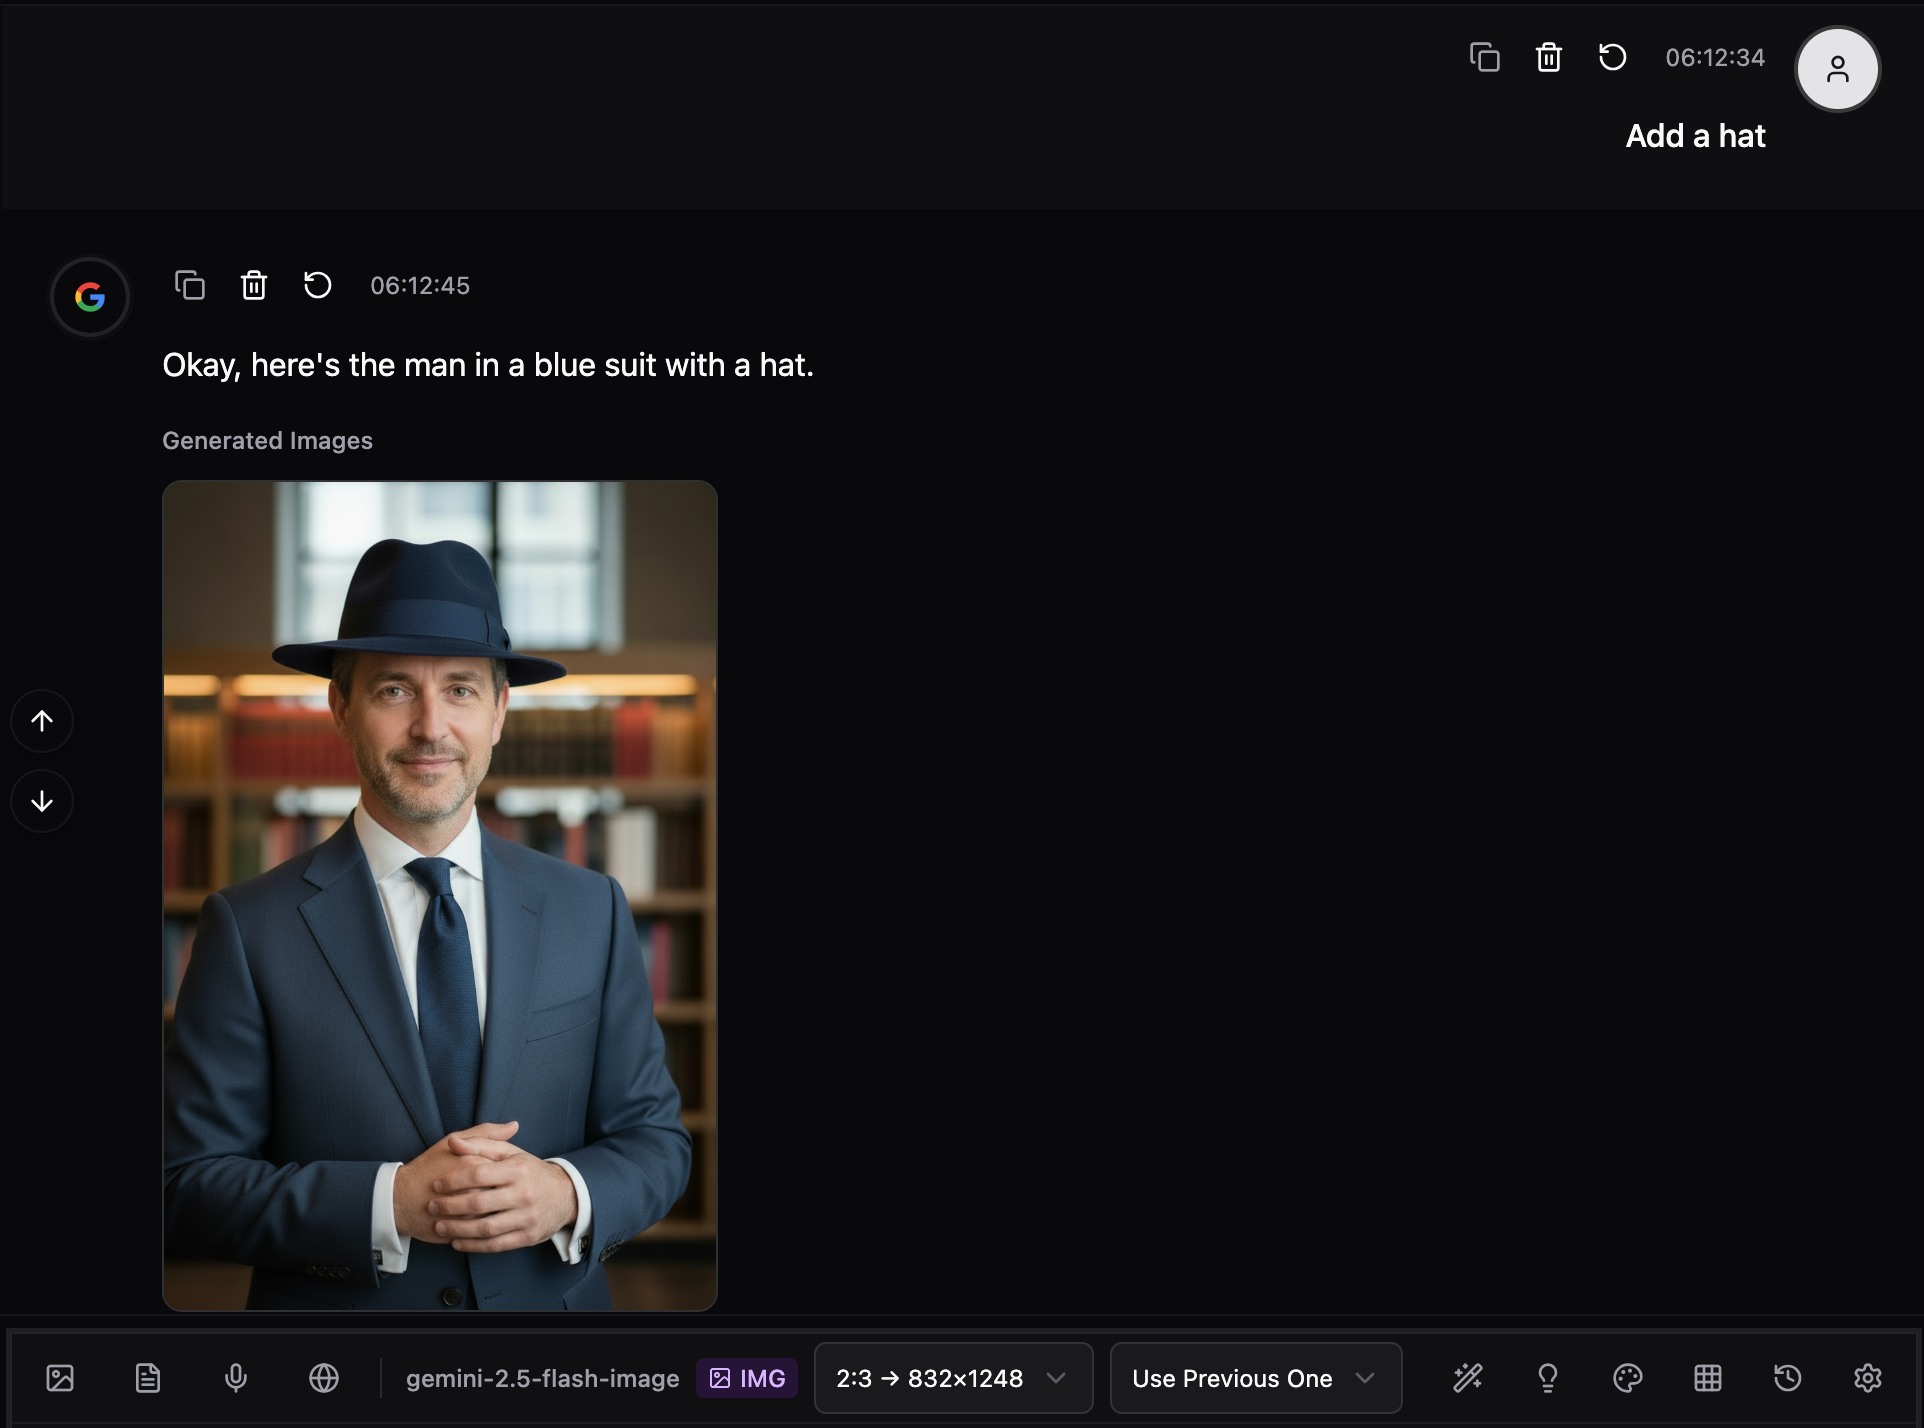 06:12:34
Add a hat
06:12:45
Okay, here's the man in a blue suit with a hat.
Generated Images
gemini-2.5-flash-image IMG 2:3 → 832×1248 Use Previous One